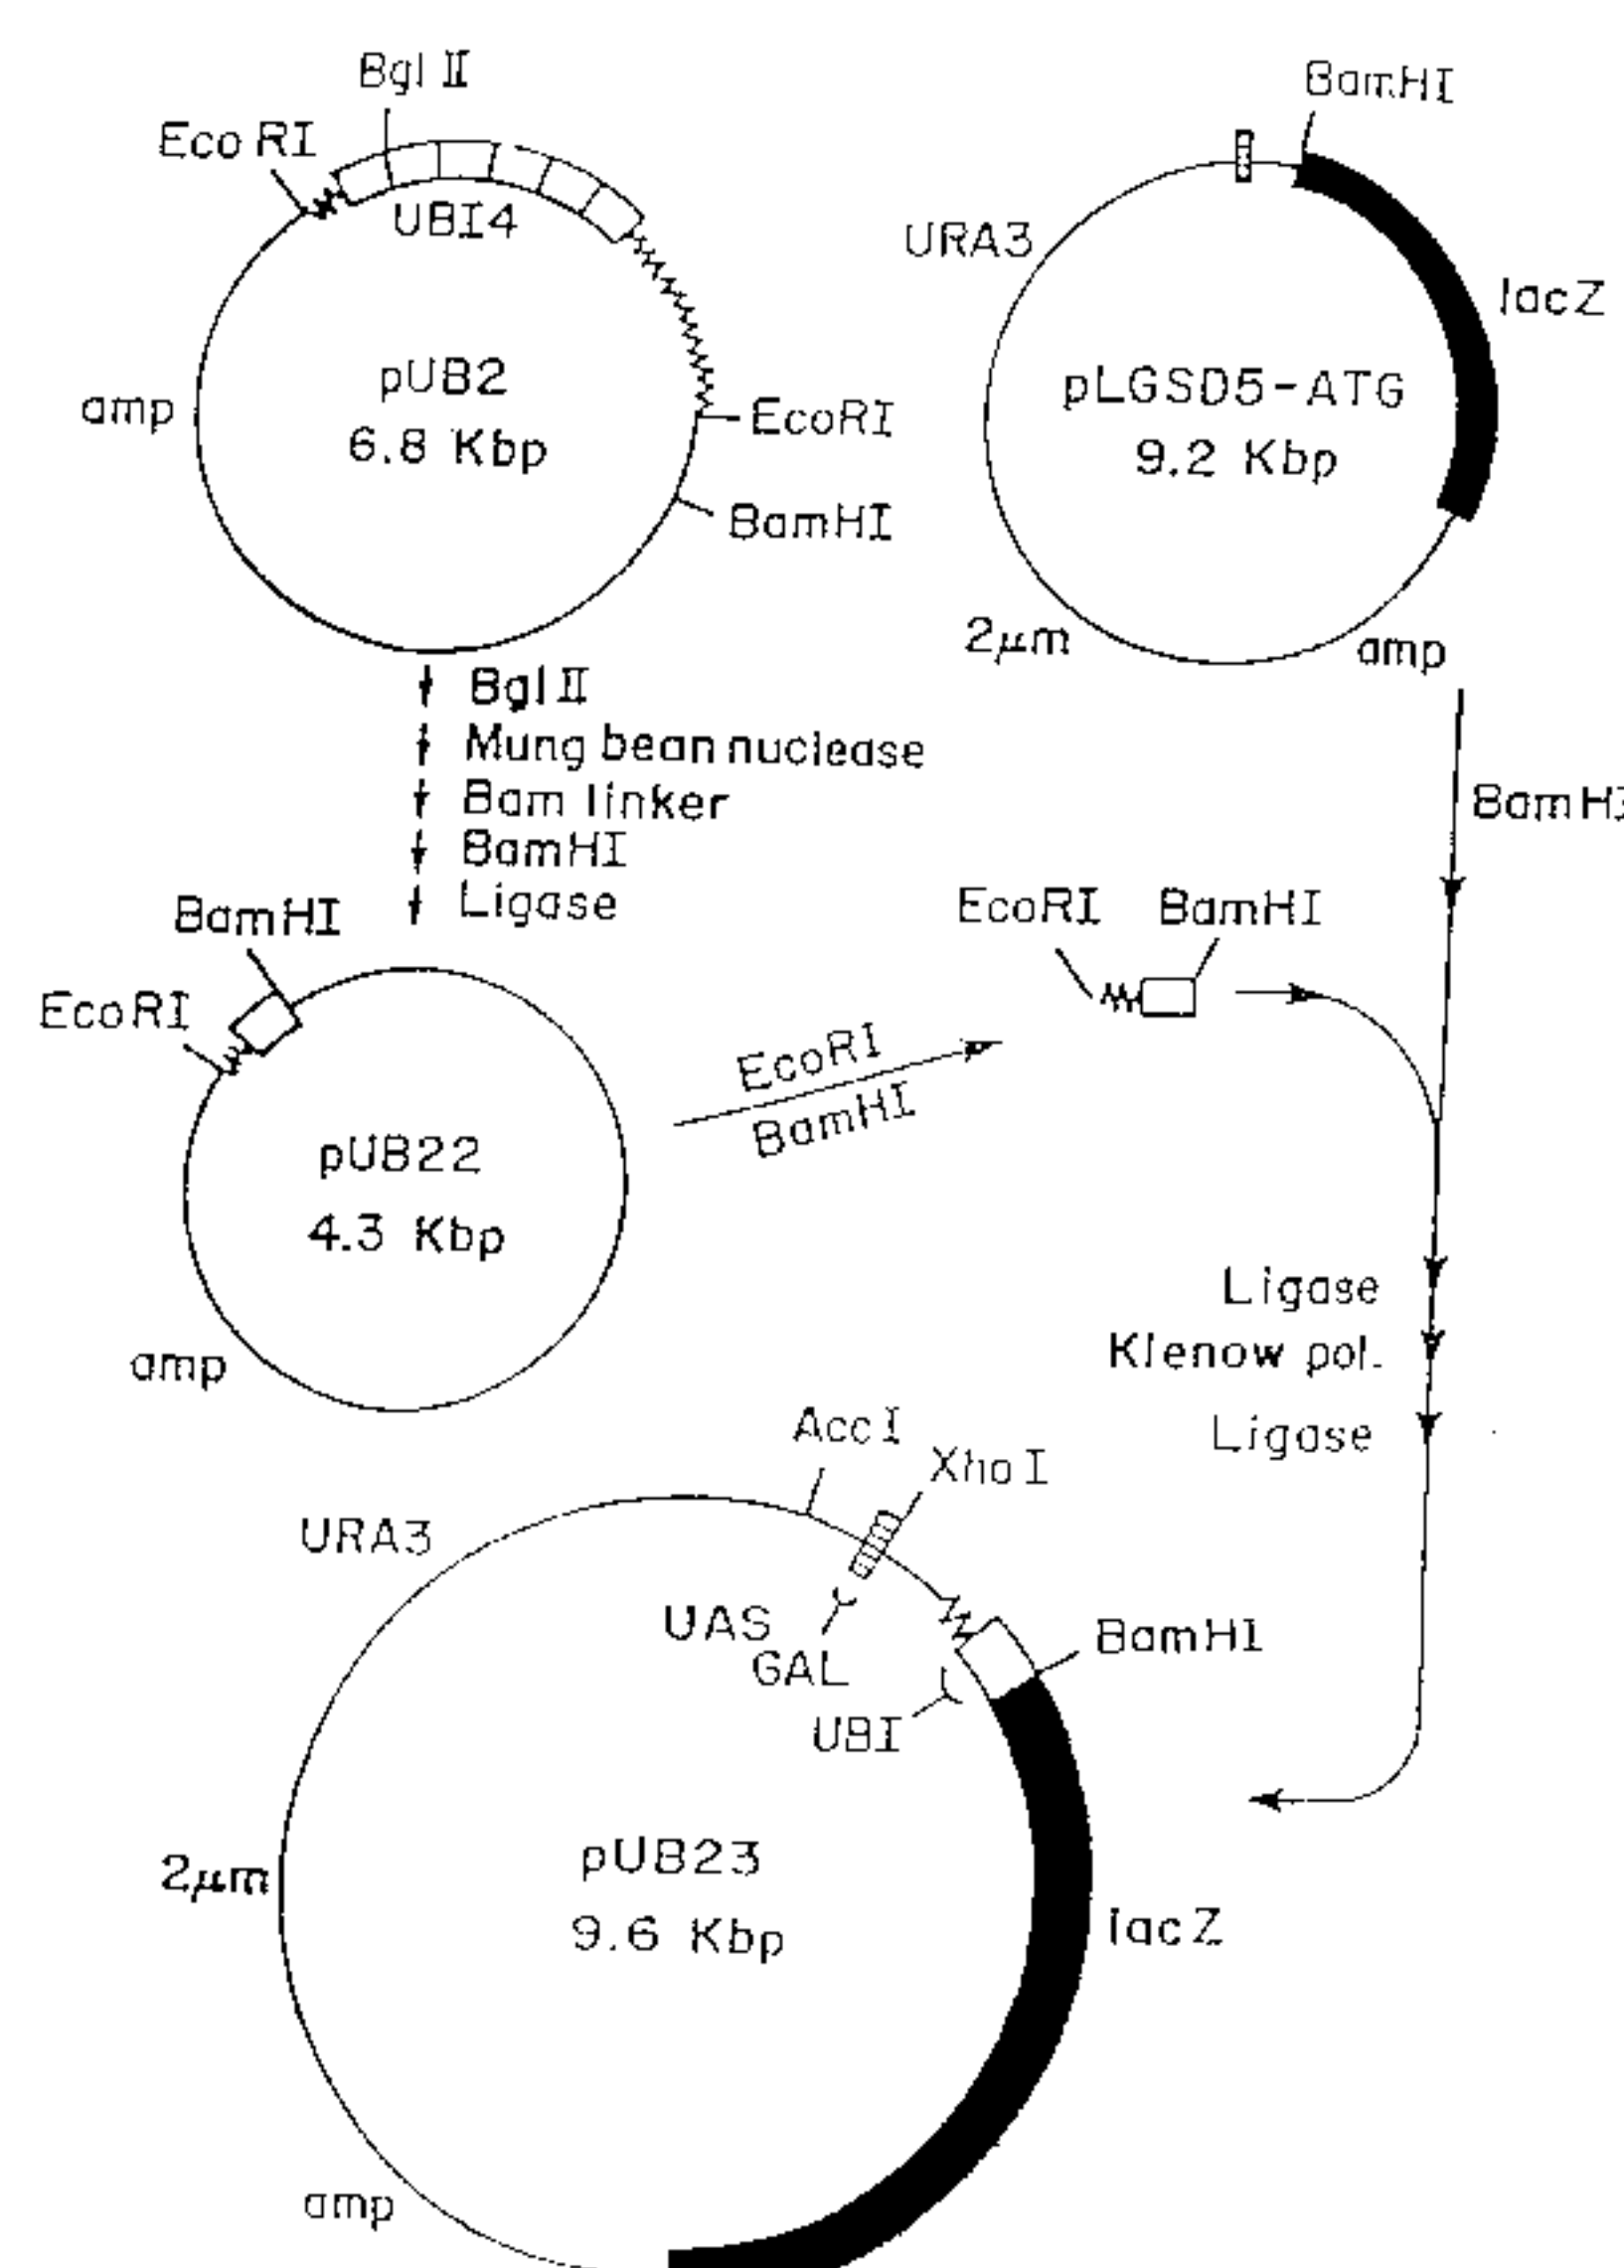 Bgl II
Eco RI
UBI4
pUB2
6.8 Kbp
amp
EcoRI
BamHI
BamHI
URA3
lacZ
pLGSD5-ATG
9.2 Kbp
2μm
amp
Bgl II
Mung bean nuclease
Bam linker
BamHI
Ligase
BamHI
BamHI
EcoRI
pUB22
4.3 Kbp
amp
EcoRI
BamHI
EcoRI
BamHI
Ligase
Klenow pol.
Ligase
Acc I
Xho I
URA3
UAS
GAL
UBI
BamHI
2μm
pUB23
9.6 Kbp
lacZ
amp